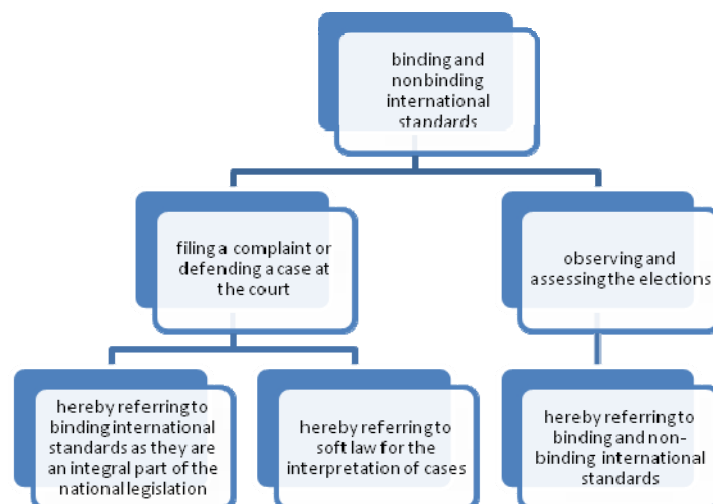 binding and
nonbinding
international
standards
filing a complaint or
defending a case at
the court
observing and
assessing the elections
hereby referring to
binding international
standards as they are
an integral part of the
national legislation
hereby referring to
soft law for the
interpretation of cases
hereby referring to
binding and non-
binding international
standards